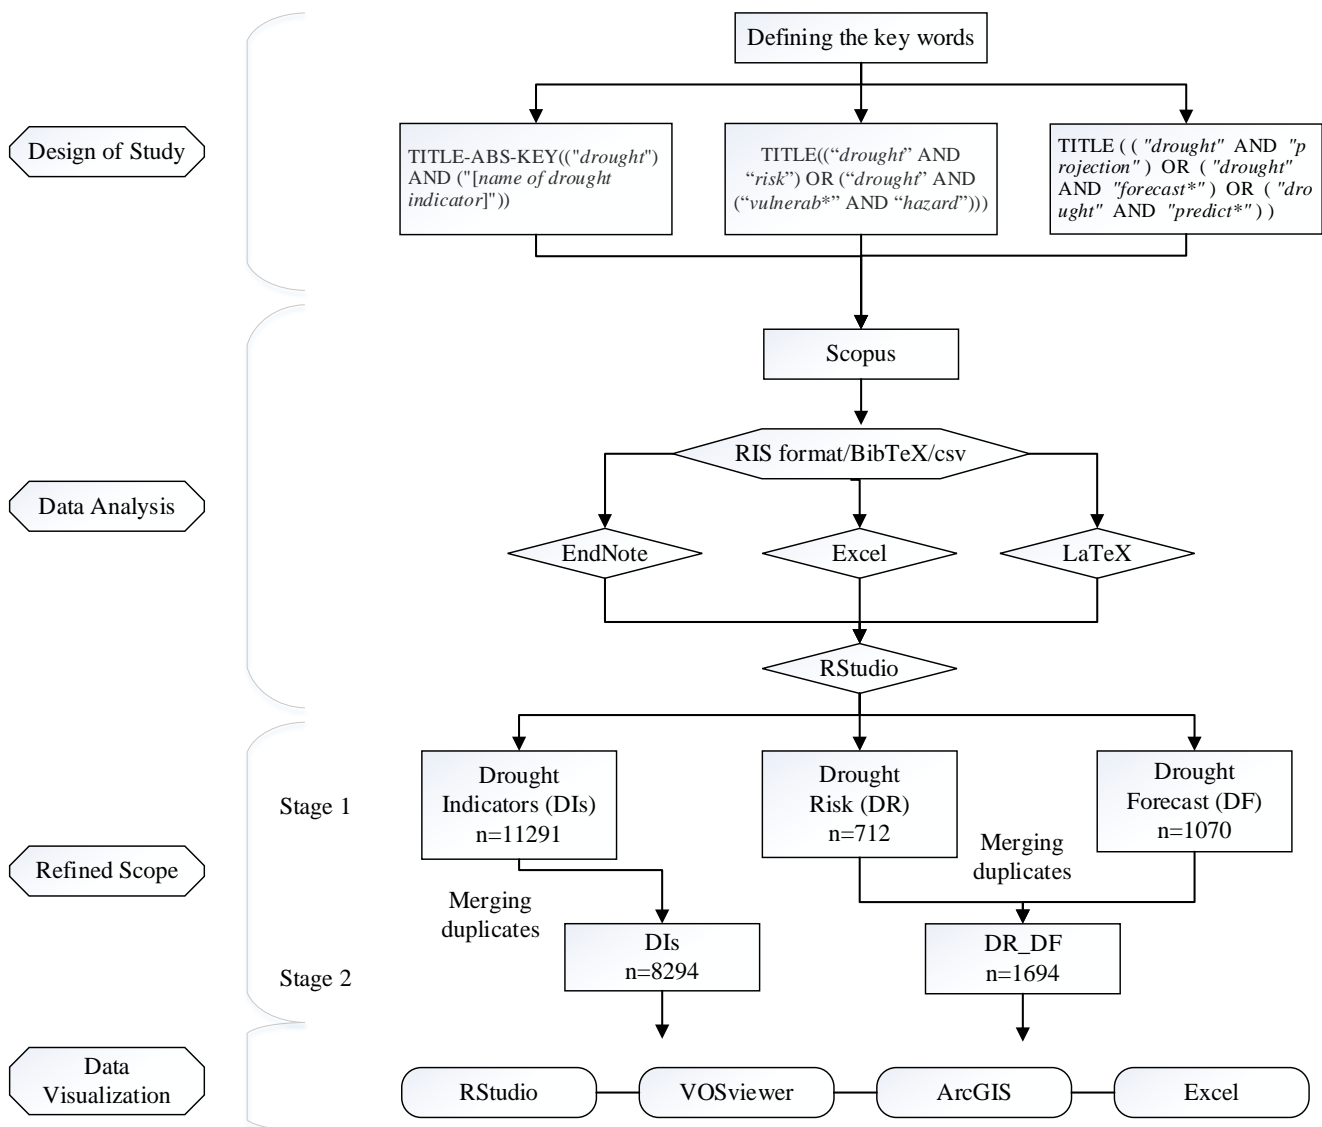 Defining the key words
Design of Study
TITLE-ABS-KEY(("drought")
AND ("[name of drought
indicator]"))
TITLE((“drought” AND
“risk”) OR (“drought” AND
(“vulnerab*” AND “hazard”)))
TITLE ( ( "drought" AND "p
rojection" ) OR ( "drought"
AND "forecast*" ) OR ( "dro
ught" AND "predict*" ) )
Scopus
RIS format/BibTeX/csv
Data Analysis
EndNote
Excel
LaTeX
RStudio
Refined Scope
Stage 1
Drought
Indicators (DIs)
n=11291
Drought
Risk (DR)
n=712
Drought
Forecast (DF)
n=1070
Merging
duplicates
Merging
duplicates
Stage 2
DIs
n=8294
DR_DF
n=1694
Data
Visualization
RStudio
VOSviewer
ArcGIS
Excel